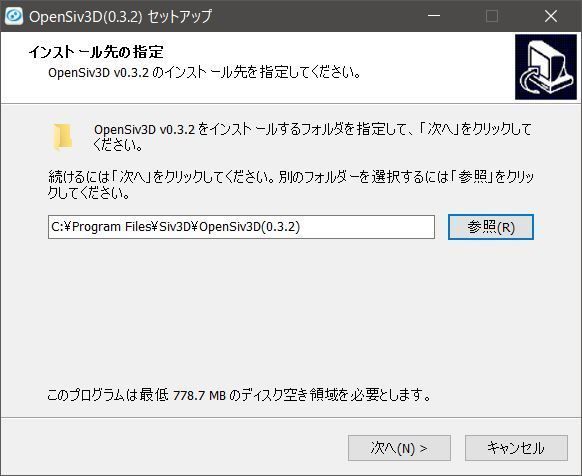 OpenSiv3D(0.3.2) セットアップ
インストール先の指定
OpenSiv3D v0.3.2 のインストール先を指定してください。
OpenSiv3D v0.3.2 をインストールするフォルダを指定して、「次へ」をクリックして
ください。
続けるには「次へ」をクリックしてください。別のフォルダーを選択するには「参照」をクリッ
クしてください。
C:¥Program Files¥Siv3D¥OpenSiv3D(0.3.2)
参照(R)
このプログラムは最低 778.7 MB のディスク空き領域を必要とします。
次へ(N) >
キャンセル